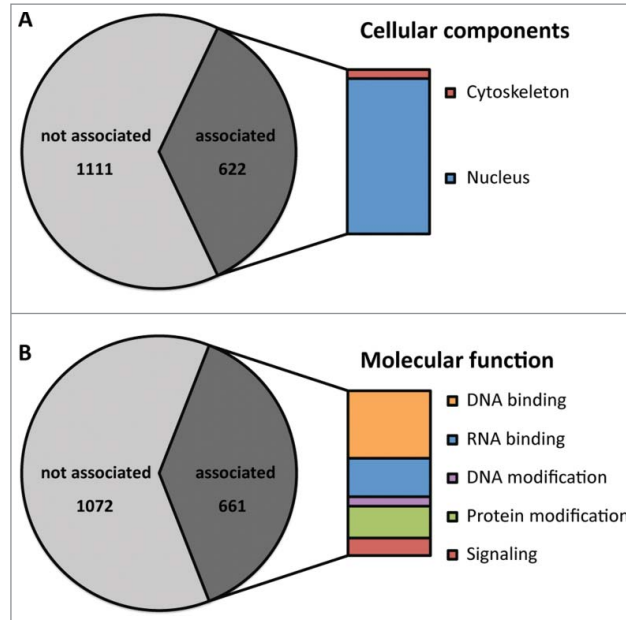 A
Cellular components
not associated
1111
associated
622
Cytoskeleton
Nucleus
B
Molecular function
not associated
1072
associated
661
DNA binding
RNA binding
DNA modification
Protein modification
Signaling